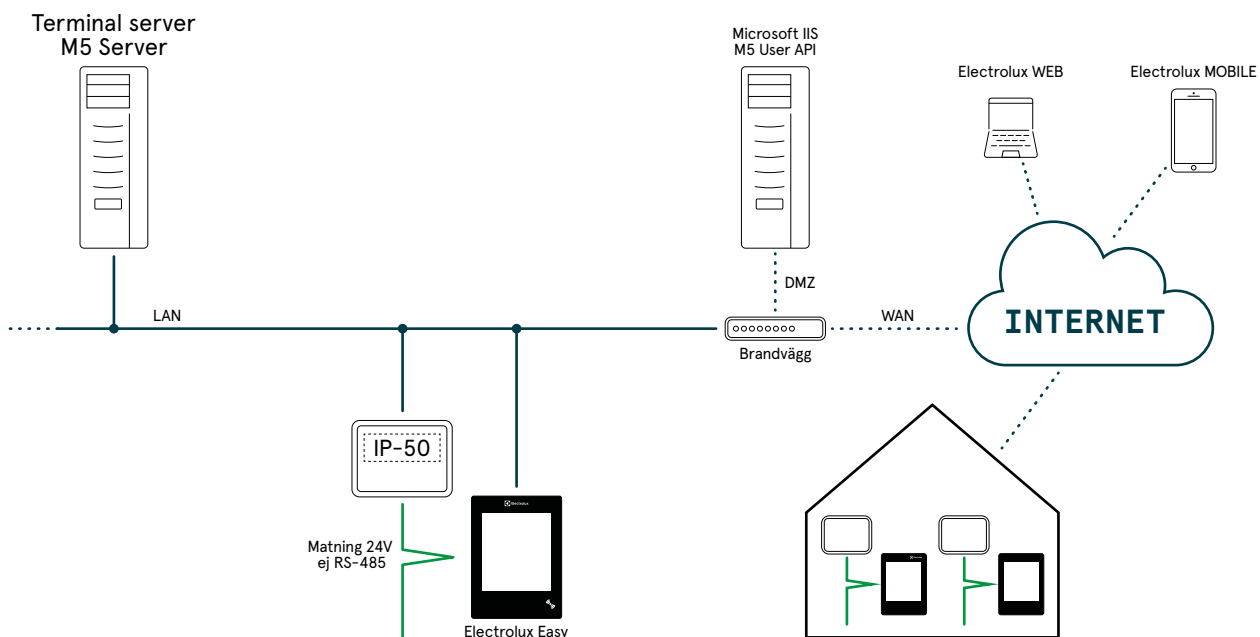 Terminal server
M5 Server
Microsoft IIS
M5 User API
Electrolux WEB
Electrolux MOBILE
DMZ
LAN
WAN
INTERNET
Brandvägg
IP-50
Electrolux
Matning 24V
ej RS-485
Electrolux Easy